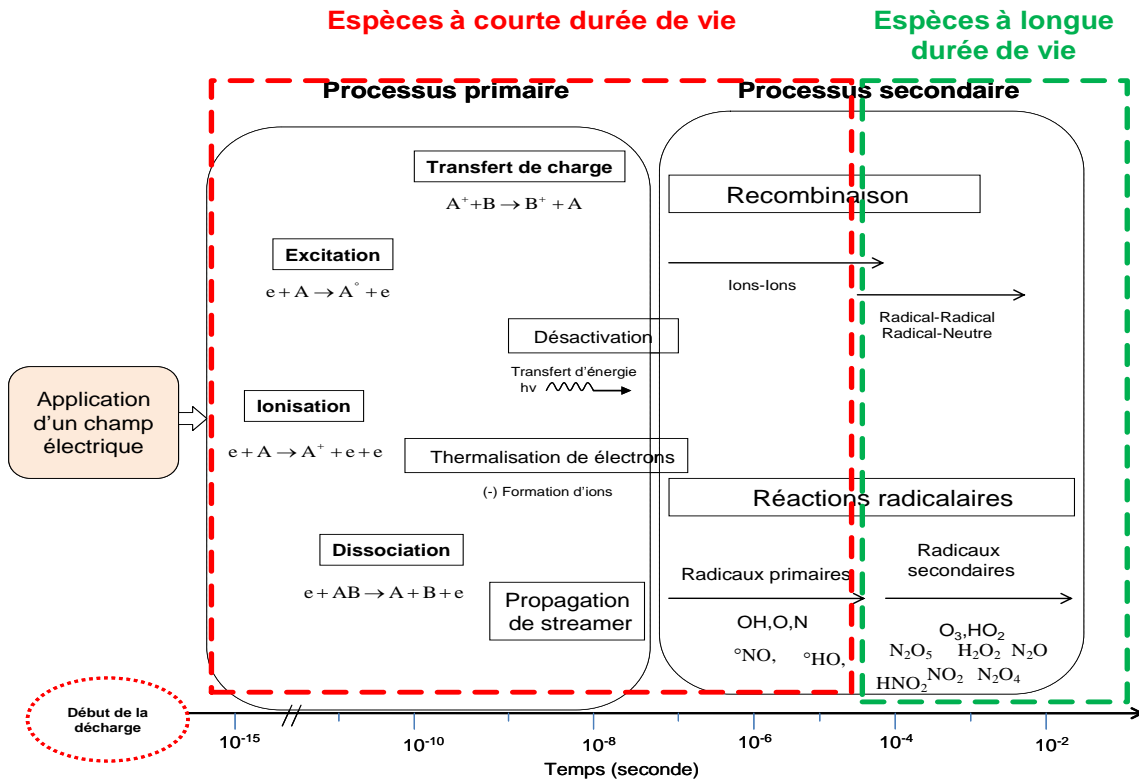 Espèces à courte durée de vie
Espèces à longue
durée de vie
Processus primaire
Processus secondaire
Transfert de charge
A⁺+B → B⁺ + A
Excitation
e + A → A° + e
Désactivation
Transfert d'énergie
hv
Application
d'un champ
électrique
Ionisation
e + A → A⁺ + e + e
Thermalisation de électrons
(-) Formation d'ions
Dissociation
e + AB → A + B + e
Propagation
de streamer
Recombinaison
Ions-Ions
Radical-Radical
Radical-Neutre
Réactions radicalaires
Radicaux primaires
OH,O,N
°NO, °HO,
Radicaux
secondaires
O₃,HO₂
N₂O₅ H₂O₂ N₂O
HNO₂ NO₂ N₂O₄
Début de la
décharge
10⁻¹⁵ 10⁻¹⁰ 10⁻⁸ 10⁻⁶ 10⁻⁴ 10⁻²
Temps (seconde)